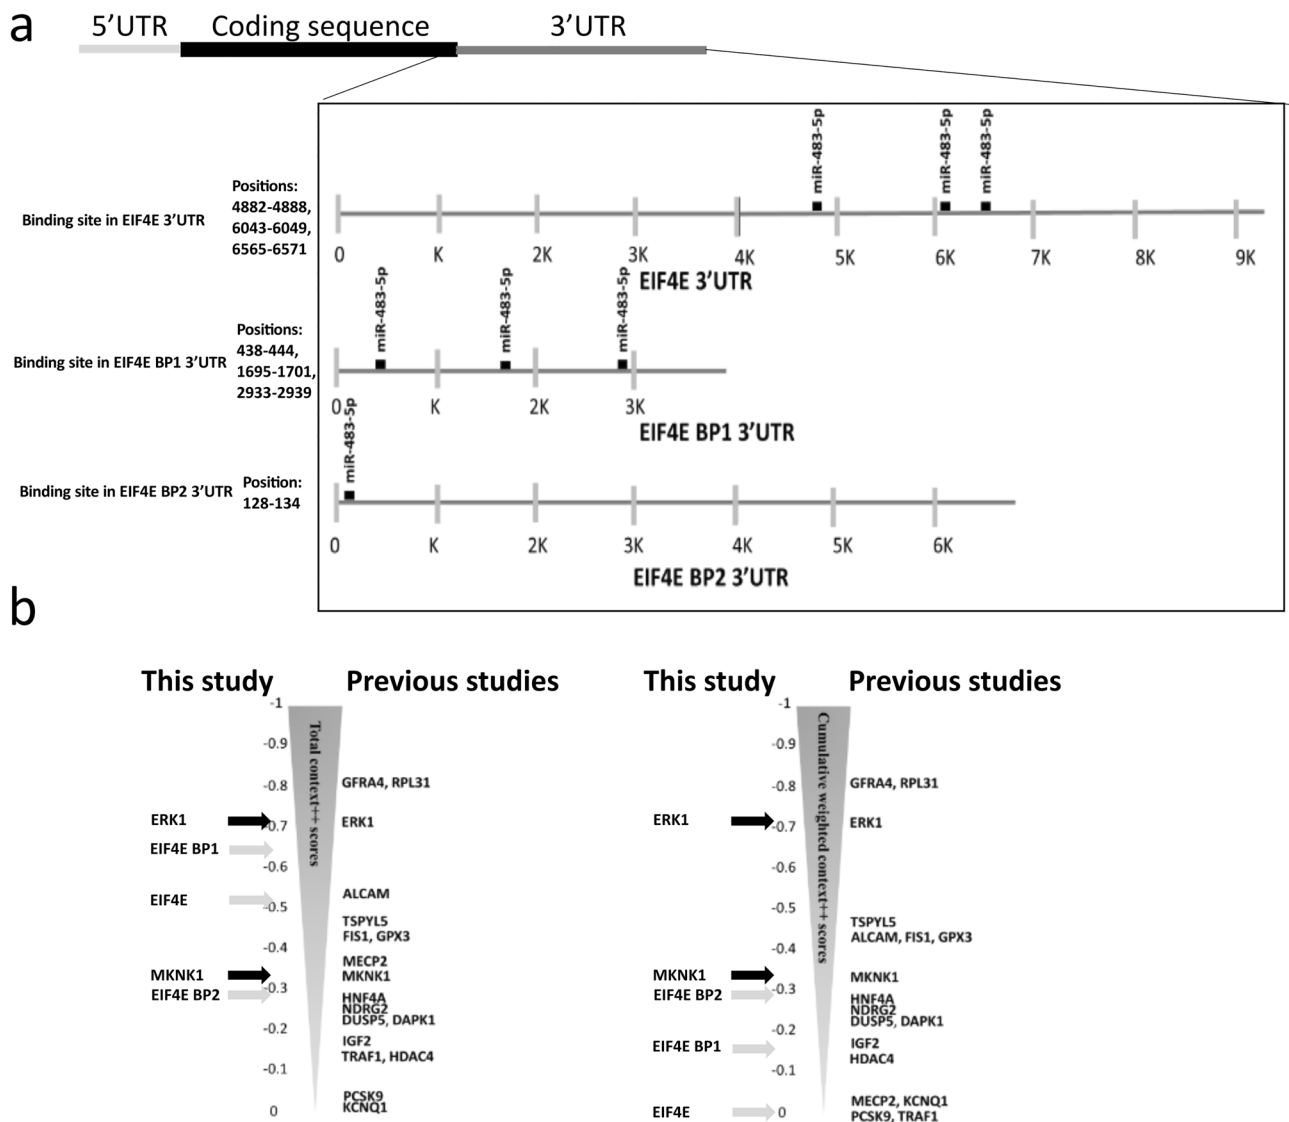 a
5'UTR Coding sequence 3'UTR
miR-483-5p miR-483-5p miR-483-5p
Binding site in EIF4E 3'UTR
Positions:
4882-4888,
6043-6049,
6565-6571
0 K 2K 3K 4K 5K 6K 7K 8K 9K
EIF4E 3'UTR
miR-483-5p miR-483-5p miR-483-5p
Binding site in EIF4E BP1 3'UTR
Positions:
438-444,
1695-1701,
2933-2939
0 K 2K 3K
EIF4E BP1 3'UTR
miR-483-5p
Binding site in EIF4E BP2 3'UTR
Position:
128-134
0 K 2K 3K 4K 5K 6K
EIF4E BP2 3'UTR
b
This study Previous studies
Total context++ scores
-1
-0.9
-0.8
-0.7
-0.6
-0.5
-0.4
-0.3
-0.2
-0.1
0
ERK1
EIF4E BP1
EIF4E
MKNK1
EIF4E BP2
GFRA4, RPL31
ERK1
ALCAM
TSPYL5
FIS1, GPX3
MECP2
MKNK1
HNF4A
NDRG2
DUSP5, DAPK1
IGF2
TRAF1, HDAC4
PCSK9
KCNQ1
This study Previous studies
Cumulative weighted context++ scores
-1
-0.9
-0.8
-0.7
-0.6
-0.5
-0.4
-0.3
-0.2
-0.1
0
ERK1
MKNK1
EIF4E BP2
EIF4E BP1
EIF4E
GFRA4, RPL31
ERK1
TSPYL5
ALCAM, FIS1, GPX3
MKNK1
HNF4A
NDRG2
DUSP5, DAPK1
IGF2
HDAC4
MECP2, KCNQ1
PCSK9, TRAF1